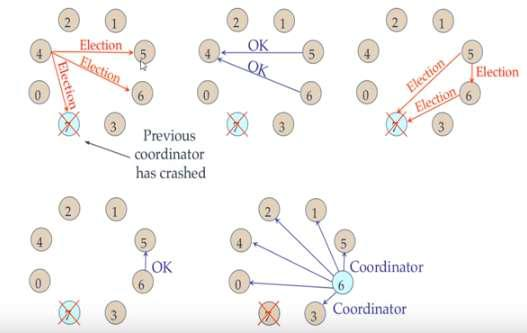 2 1
4 Election 5
Election
Election
0 6
7 3
Previous
coordinator
has crashed
2 1
4 OK 5
OK
0 6
7 3
2 1
4 5
Election Election
0 Election 6
7 3
2 1
4 5
OK
0 6
7 3
2 1
4 5
Coordinator
0 6
7 3 Coordinator